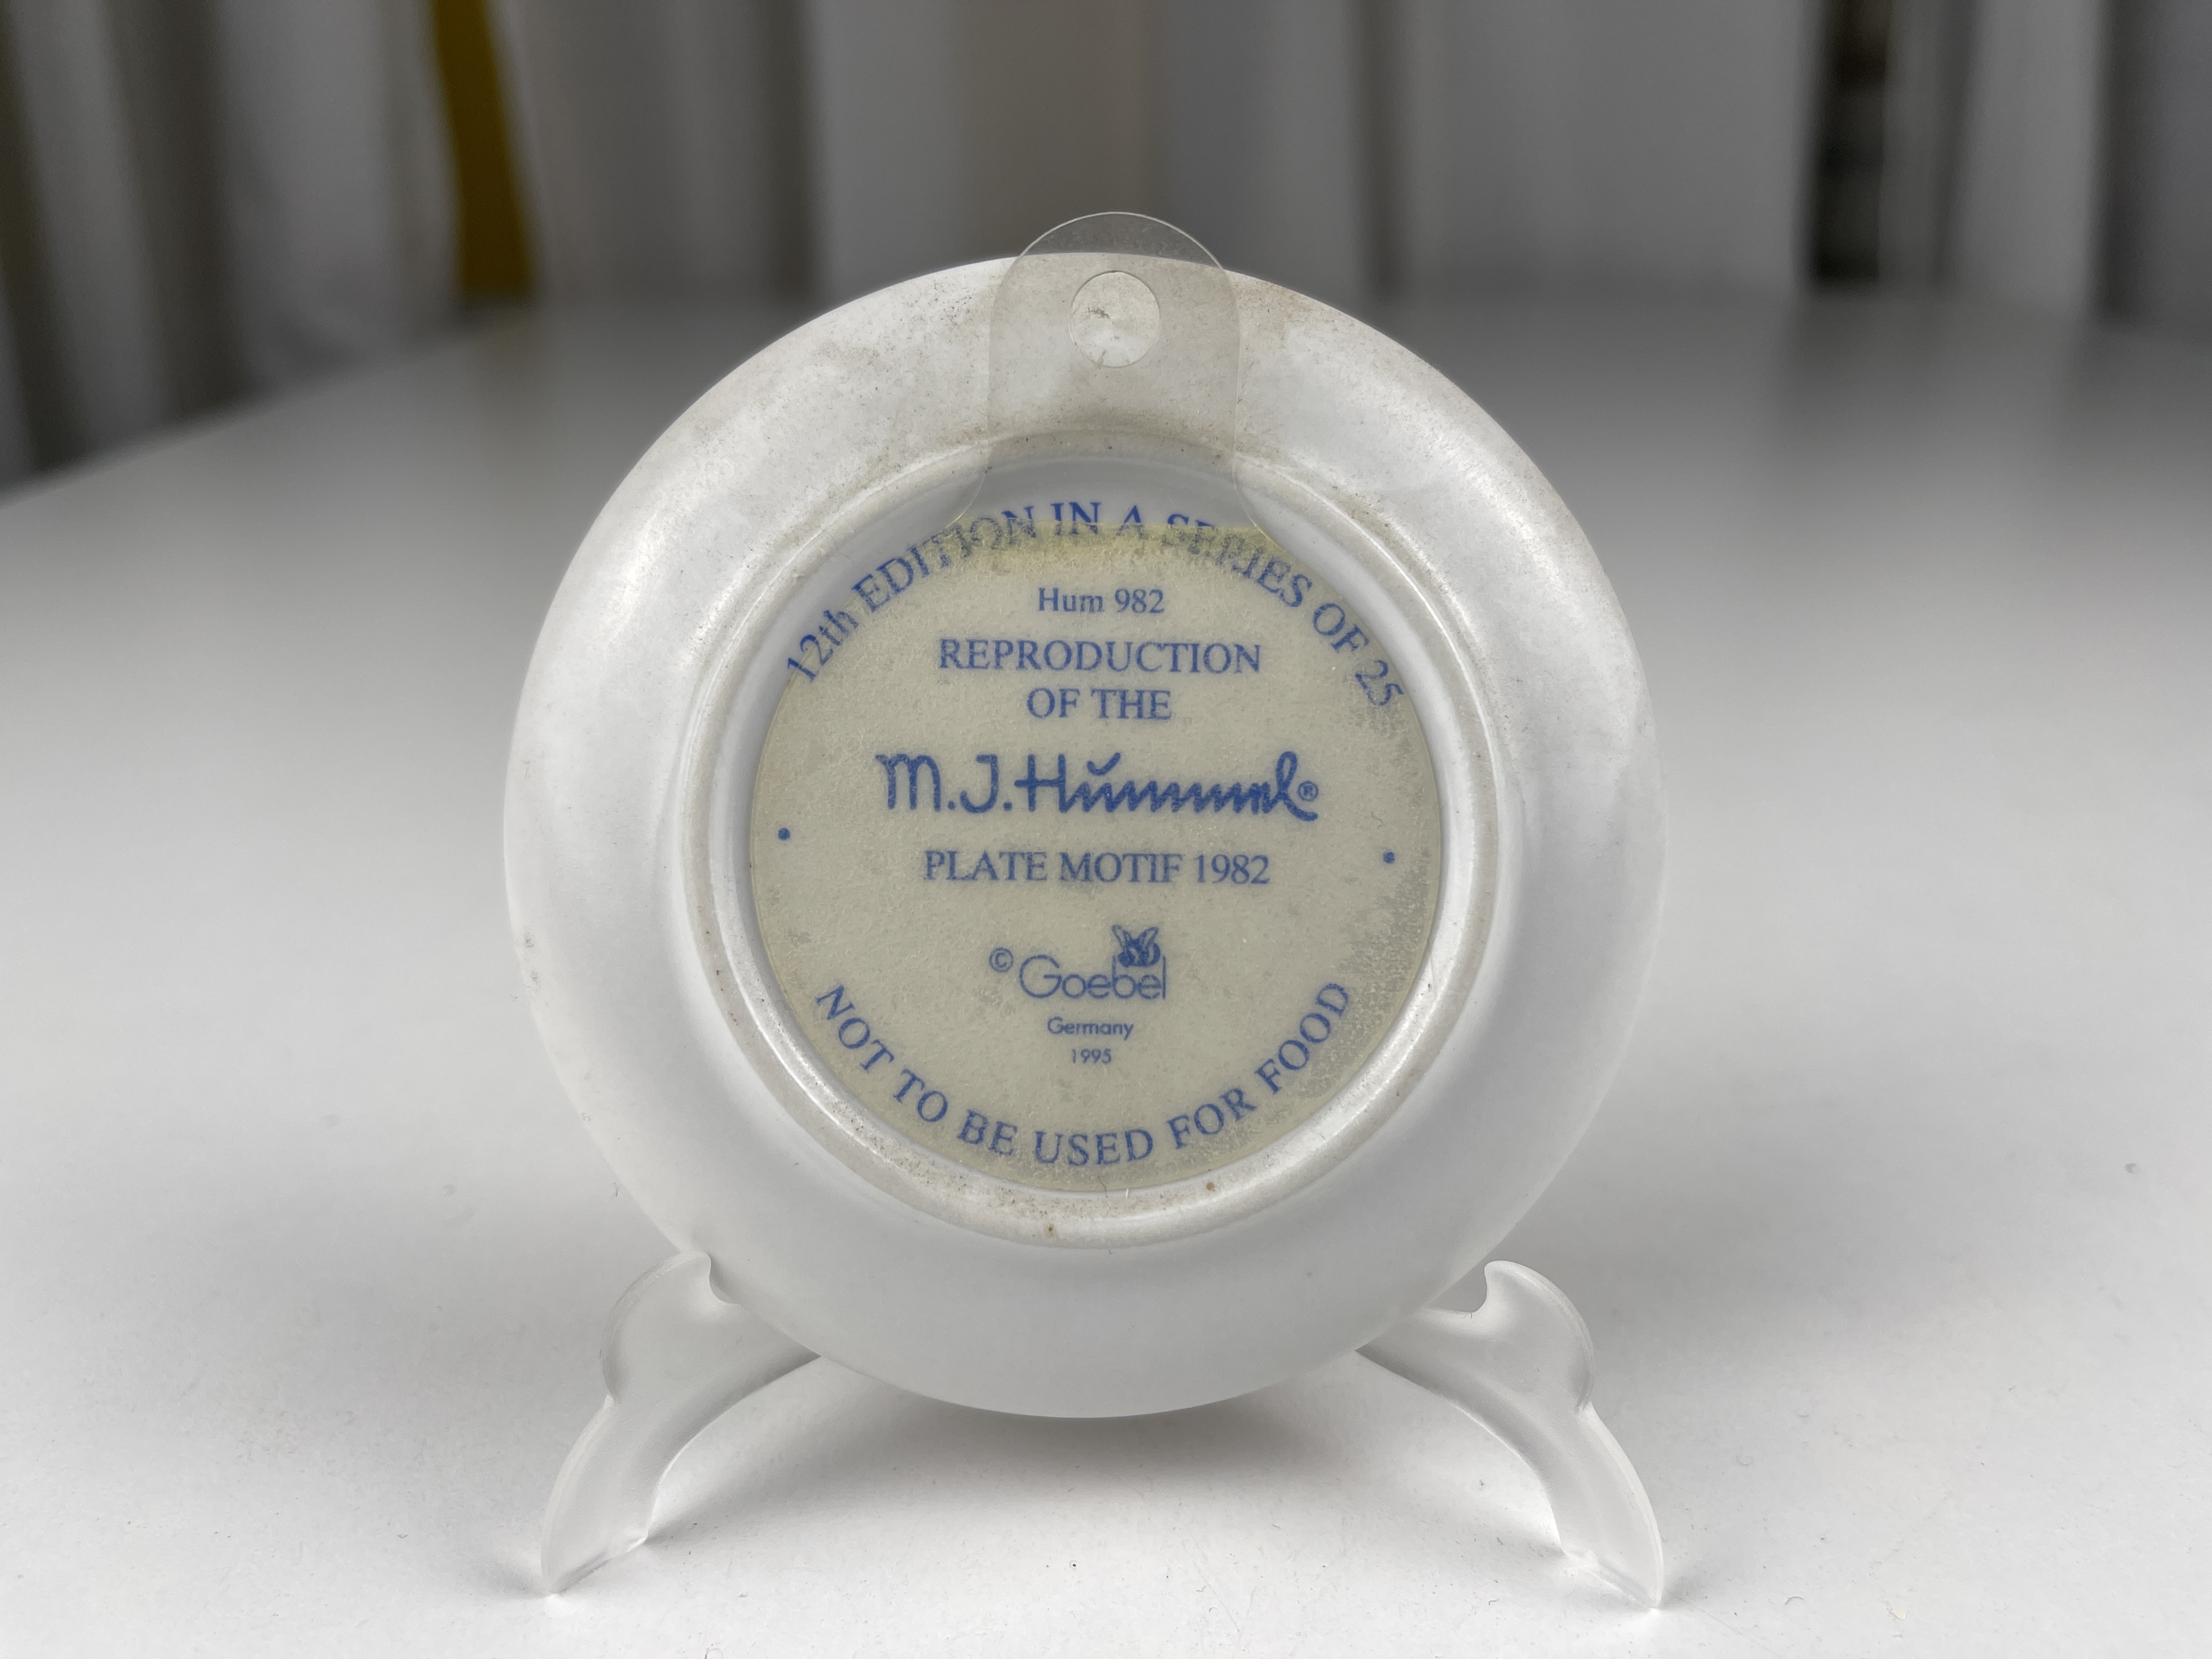 12th EDITION IN A SERIES OF 25
Hum 982
REPRODUCTION
OF THE
M.J.Hummel®
PLATE MOTIF 1982
© Goebel
Germany
1995
NOT TO BE USED FOR FOOD